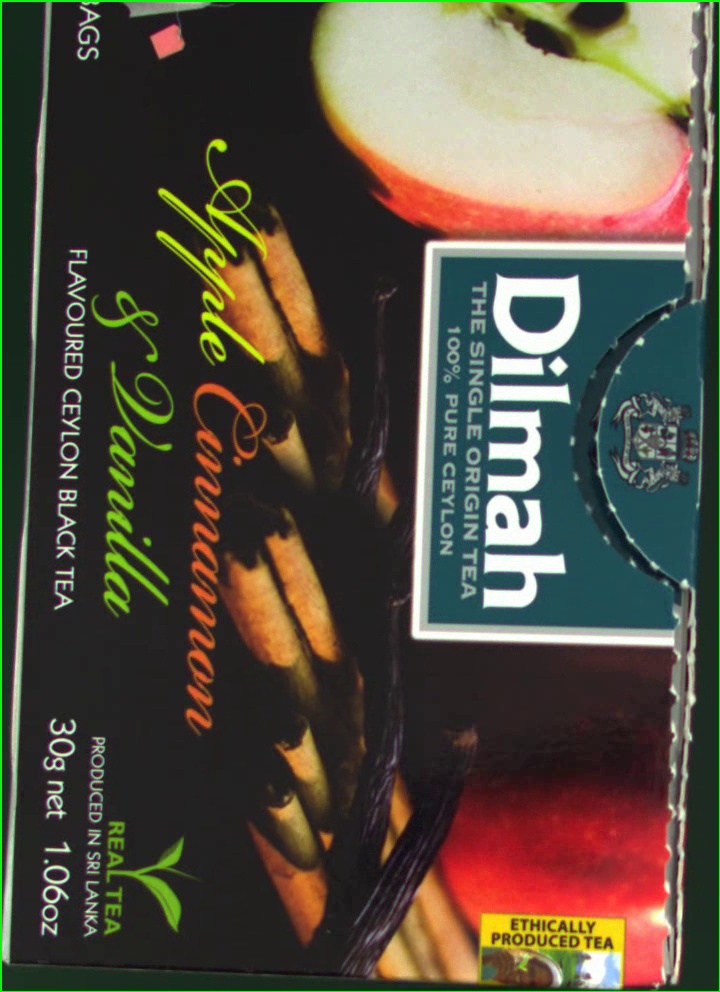 Dilmah
THE SINGLE ORIGIN TEA
100% PURE CEYLON
Apple Cinnamon
& Vanilla
FLAVOURED CEYLON BLACK TEA
REAL TEA
PRODUCED IN SRI LANKA
30g net 1.06oz
ETHICALLY
PRODUCED TEA